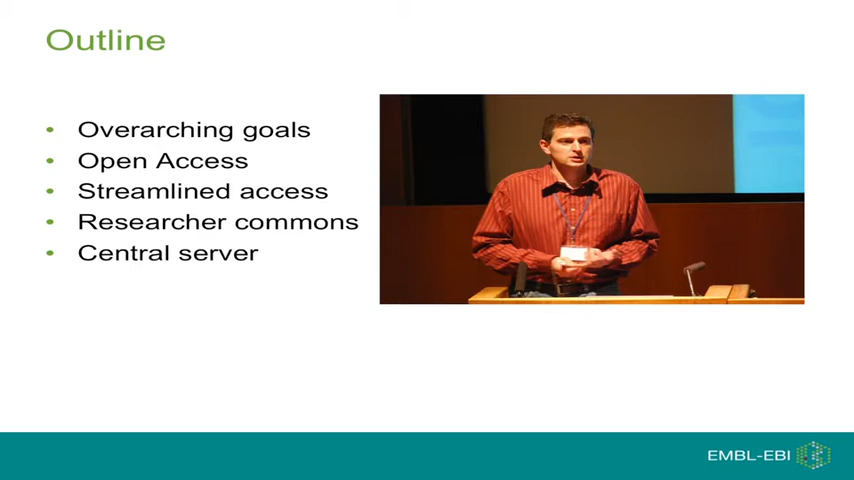 Outline
• Overarching goals
• Open Access
• Streamlined access
• Researcher commons
• Central server
EMBL-EBI